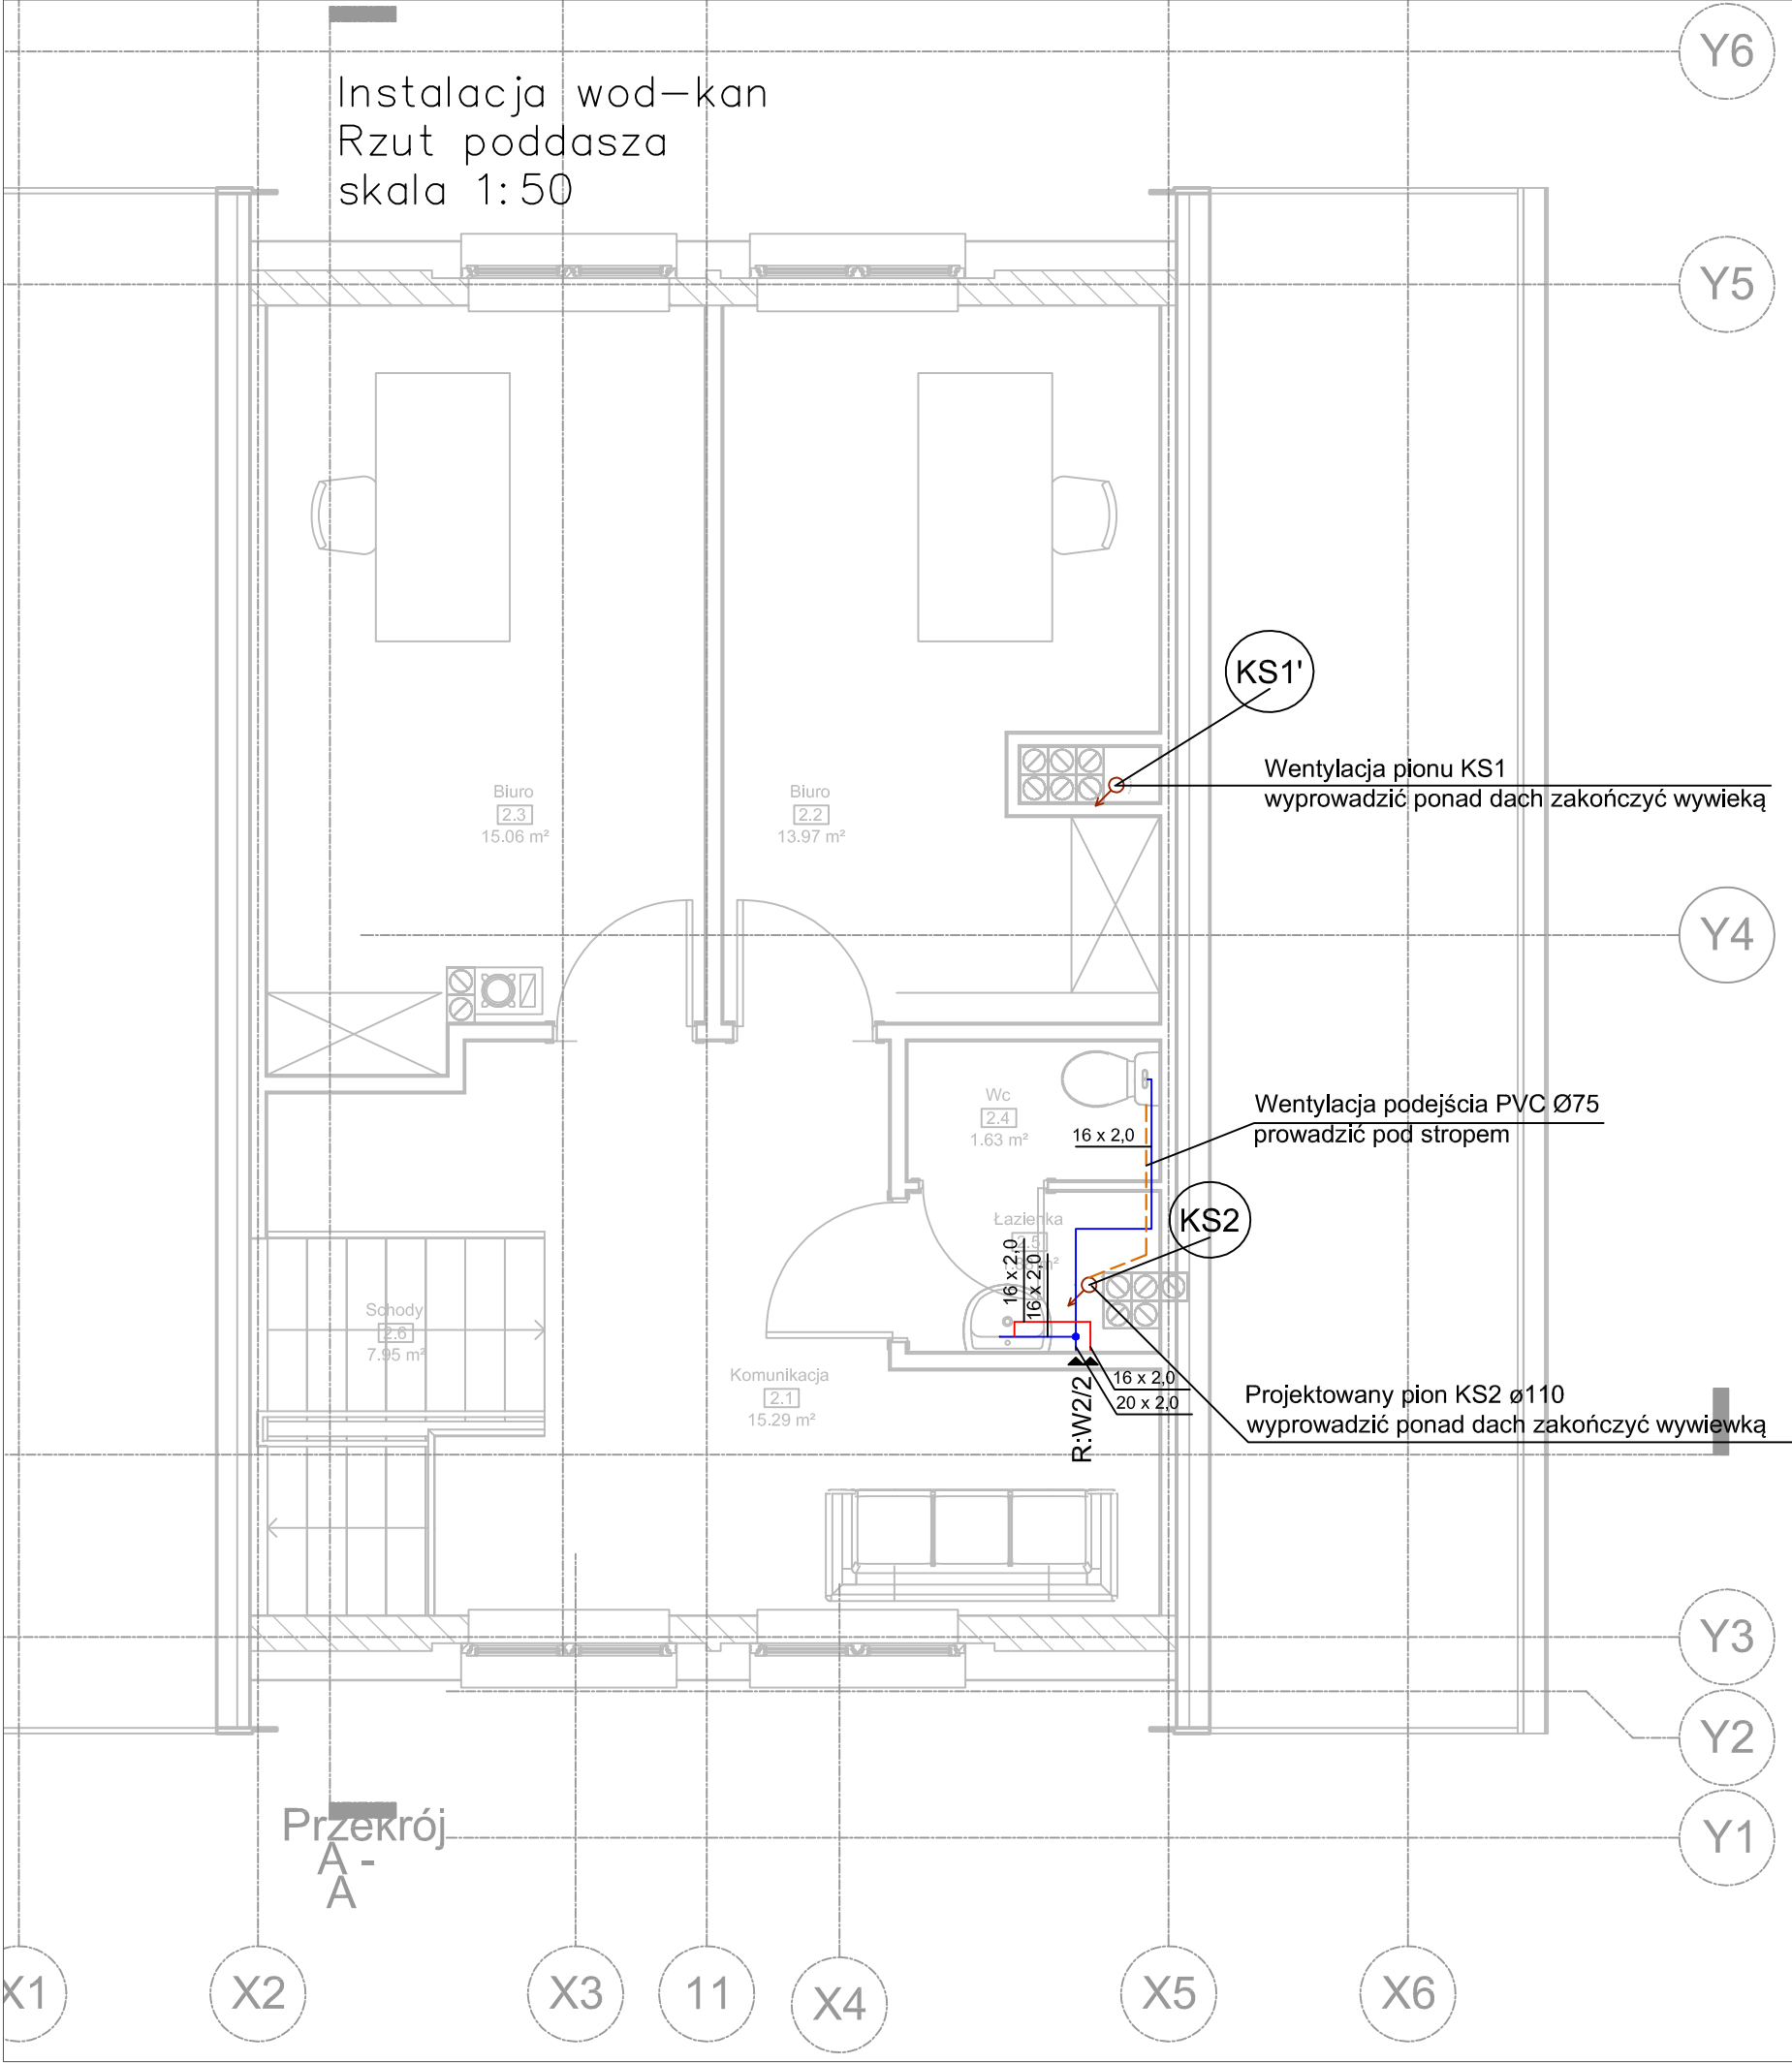 Y6
Instalacja wod-kan
Rzut poddasza
skala 1:50
Y5
KS1'
Wentylacja pionu KS1
wyprowadzić ponad dach zakończyć wywieką
Biuro
2.3
15.06 m²
Biuro
2.2
13.97 m²
Y4
Wc
2.4
1.63 m²
16 x 2,0
Wentylacja podejścia PVC Ø75
prowadzić pod stropem
KS2
Łazienka
2.5
16 x 2,0
16 x 2,0
Schody
2.6
7.95 m²
Komunikacja
2.1
15.29 m²
16 x 2,0
20 x 2,0
R:W2/2
Projektowany pion KS2 ø110
wyprowadzić ponad dach zakończyć wywiewką
Y3
Y2
Y1
Przekrój
A -
A
X1
X2
X3
11
X4
X5
X6